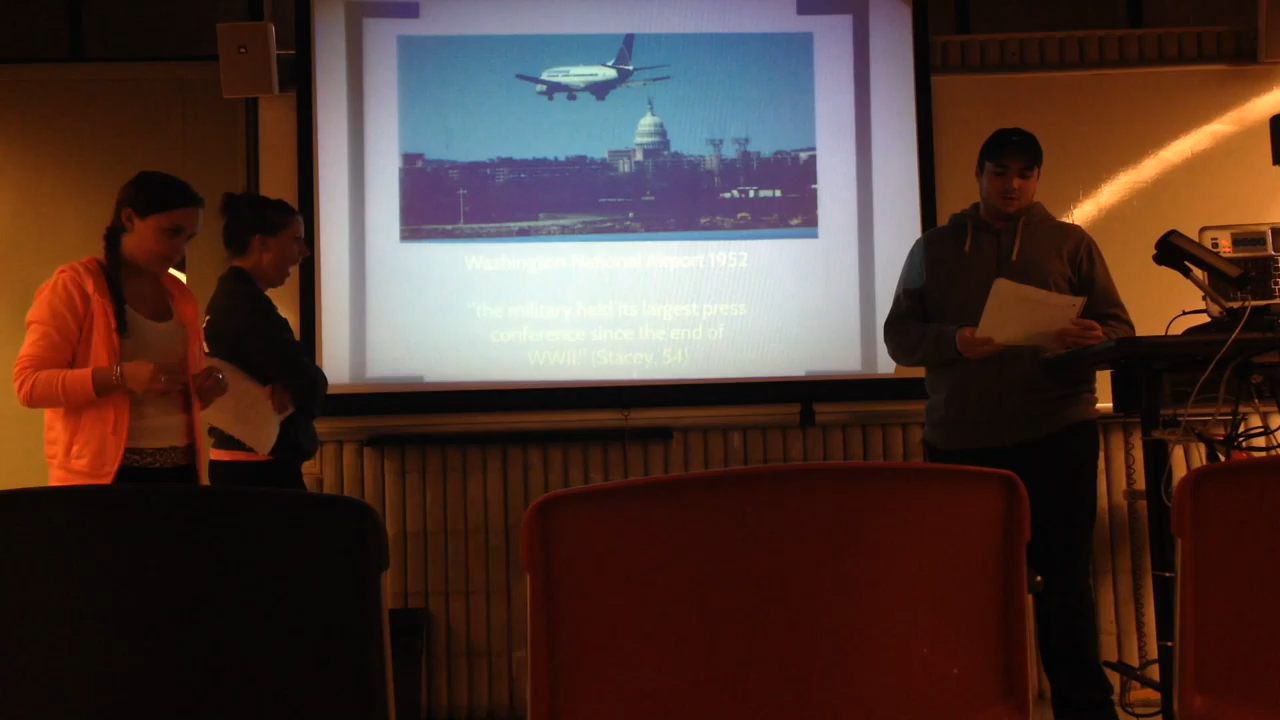 Washington National Airport 1952
"the military held its largest press
conference since the end of
WWII" (Stacey, 54)